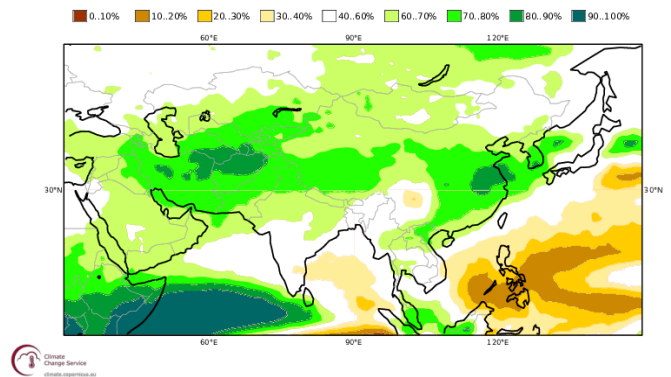 0..10% 10..20% 20..30% 30..40% 40..60% 60..70% 70..80% 80..90% 90..100%
60°E 90°E 120°E
30°N 30°N
60°E 90°E 120°E
Climate
Change Service
climate.copernicus.eu